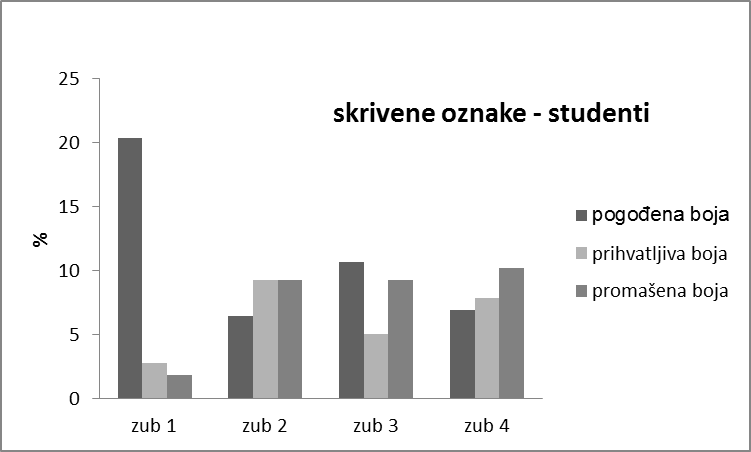 skrivene oznake - studenti
25
20
15
10
5
0
%
zub 1
zub 2
zub 3
zub 4
pogođena boja
prihvatljiva boja
promašena boja